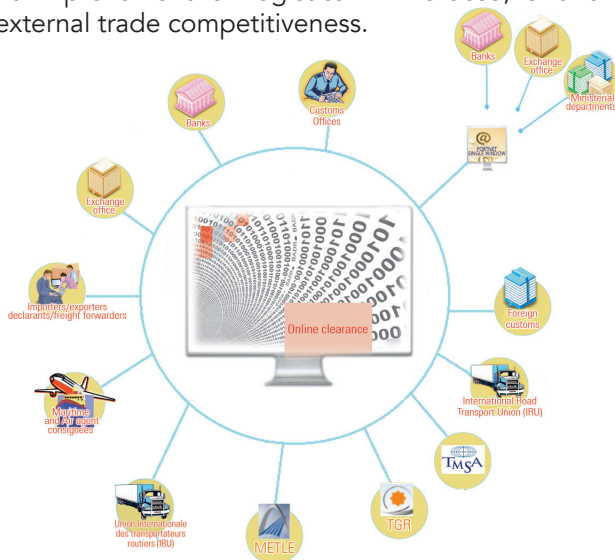 external trade competitiveness.
Banks
Exchange
office
Ministerial
departments
@
PORTNET
SINGLE WINDOW
Customs
Offices
Banks
Exchange
office
Importers/exporters
declarants/freight forwarders
Online clearance
Foreign
customs
Maritime
and Air agent
consignees
International Road
Transport Union (IRU)
TMSA
Union Internationale
des transportateurs
routiers (IRU)
METLE
TGR